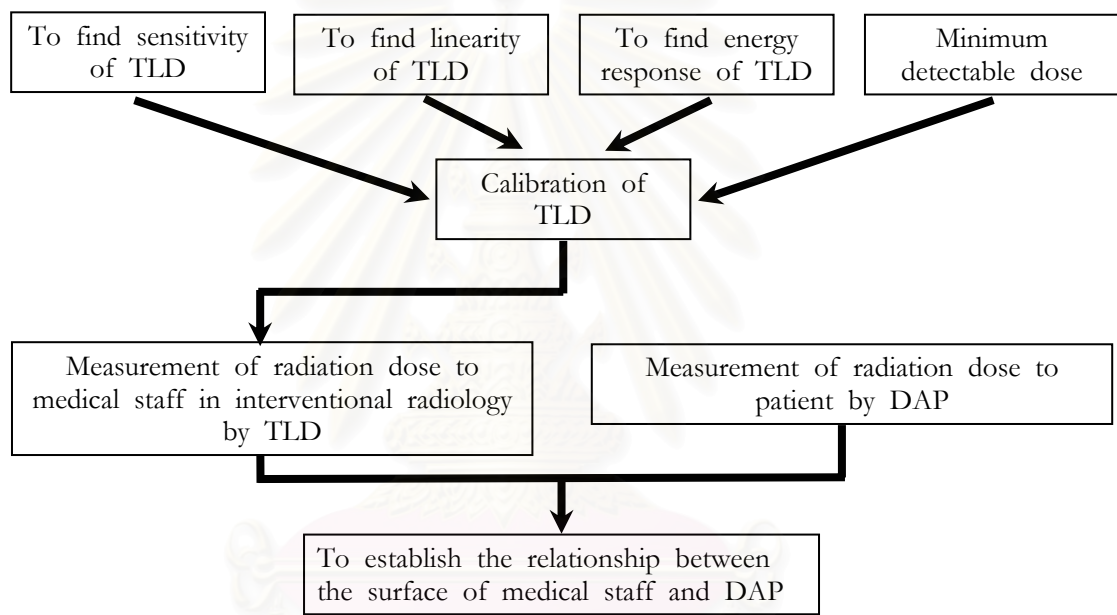 To find sensitivity
of TLD
To find linearity
of TLD
To find energy
response of TLD
Minimum
detectable dose
Calibration of
TLD
Measurement of radiation dose to
medical staff in interventional radiology
by TLD
Measurement of radiation dose to
patient by DAP
To establish the relationship between
the surface of medical staff and DAP